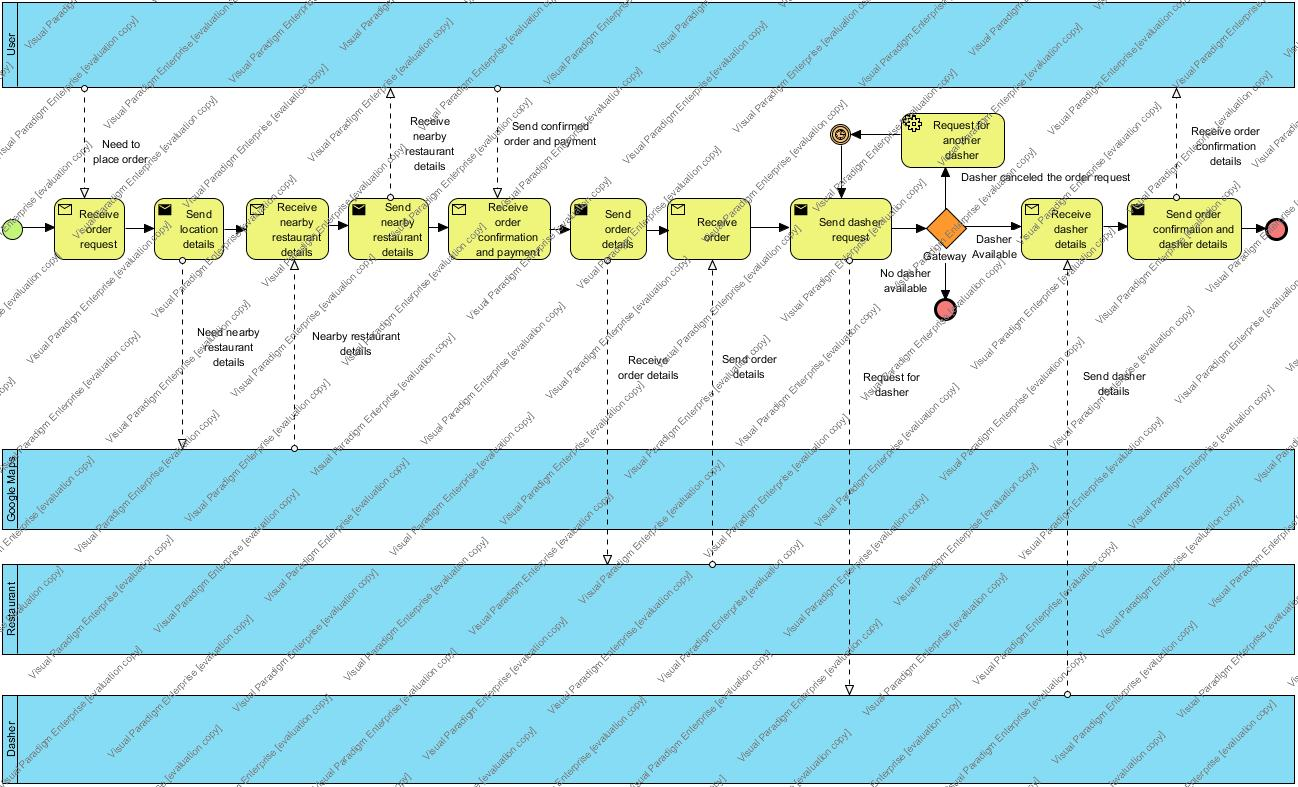 User
Need to
place order
Receive
nearby
restaurant
details
Send confirmed
order and payment
Request for
another
dasher
Receive order
confirmation
details
Dasher canceled the order request
Receive
order
request
Send
location
details
Receive
nearby
restaurant
details
Send
nearby
restaurant
details
Receive
order
confirmation
and payment
Send
order
details
Receive
order
Send dasher
request
Gateway
Dasher
Available
Receive
dasher
details
Send order
confirmation and
dasher details
No dasher
available
Need nearby
restaurant
details
Nearby restaurant
details
Receive
order details
Send order
details
Request for
dasher
Send dasher
details
Google Maps
Restaurant
Dasher
Visual Paradigm Enterprise [evaluation copy]